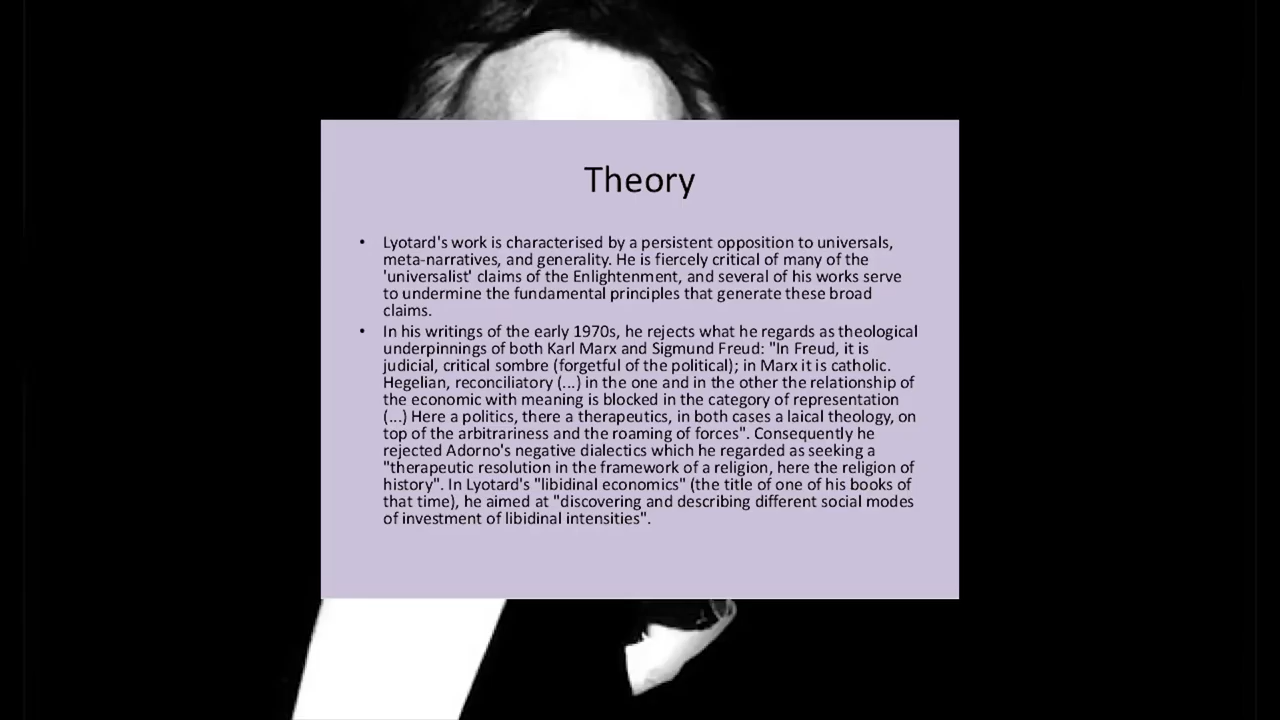 Theory
• Lyotard's work is characterised by a persistent opposition to universals,
meta-narratives, and generality. He is fiercely critical of many of the
'universalist' claims of the Enlightenment, and several of his works serve
to undermine the fundamental principles that generate these broad
claims.
• In his writings of the early 1970s, he rejects what he regards as theological
underpinnings of both Karl Marx and Sigmund Freud: "In Freud, it is
judicial, critical sombre (forgetful of the political); in Marx it is catholic.
Hegelian, reconciliatory (...) in the one and in the other the relationship of
the economic with meaning is blocked in the category of representation
(...) Here a politics, there a therapeutics, in both cases a laical theology, on
top of the arbitrariness and the roaming of forces". Consequently he
rejected Adorno's negative dialectics which he regarded as seeking a
"therapeutic resolution in the framework of a religion, here the religion of
history". In Lyotard's "libidinal economics" (the title of one of his books of
that time), he aimed at "discovering and describing different social modes
of investment of libidinal intensities".